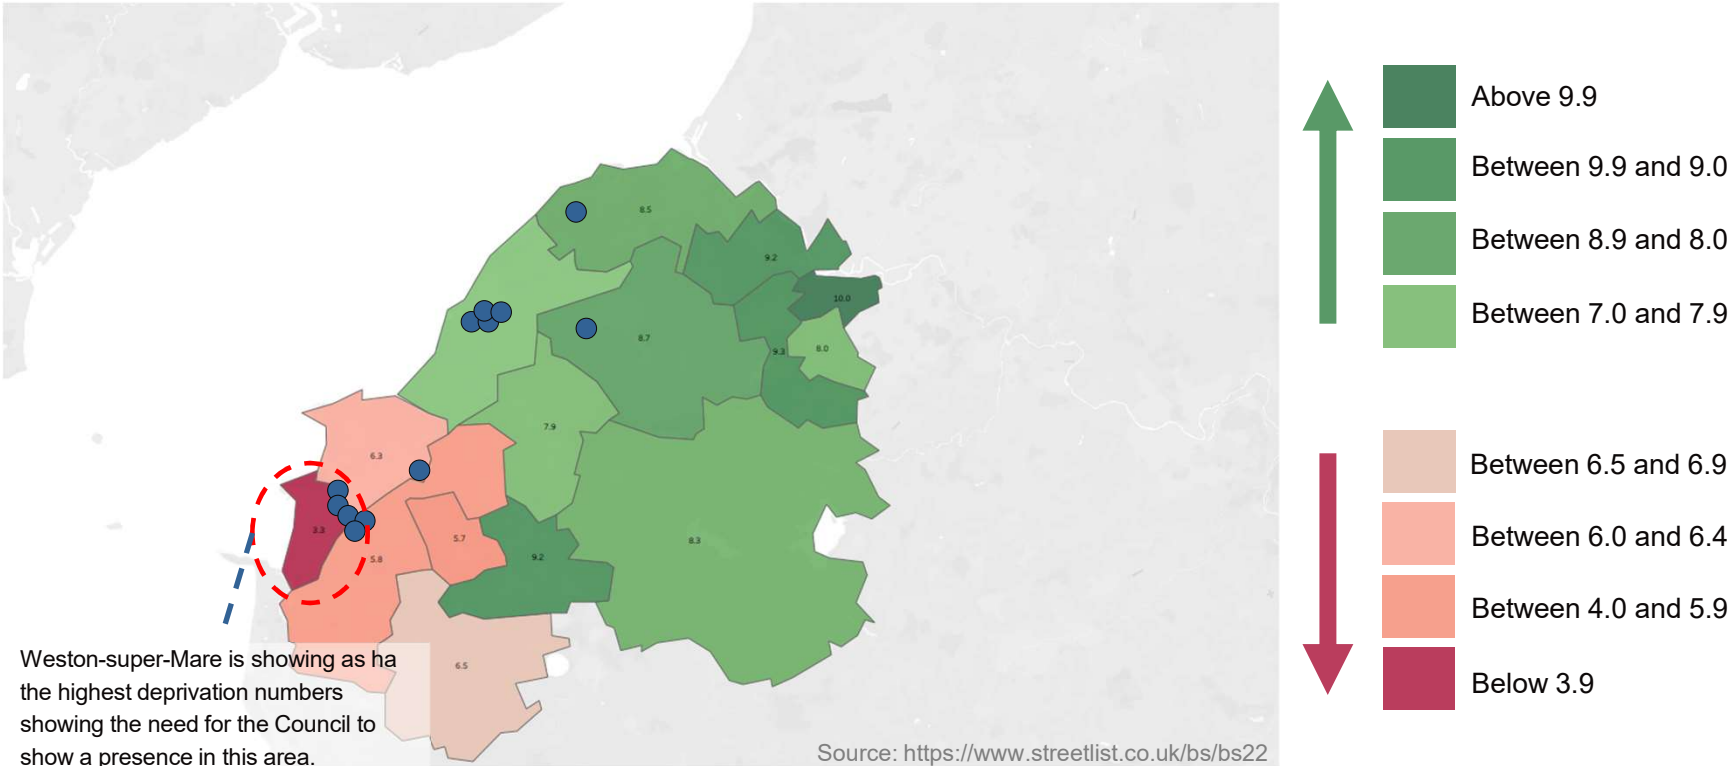 8.5
9.2
10.0
8.7
9.3
8.0
7.9
6.3
3.3
5.8
5.7
9.2
8.3
6.5
Weston-super-Mare is showing as ha
the highest deprivation numbers
showing the need for the Council to
show a presence in this area.
Source: https://www.streetlist.co.uk/bs/bs22
Above 9.9
Between 9.9 and 9.0
Between 8.9 and 8.0
Between 7.0 and 7.9
Between 6.5 and 6.9
Between 6.0 and 6.4
Between 4.0 and 5.9
Below 3.9